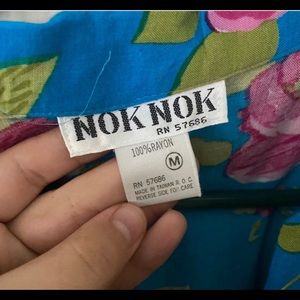 NOK NOK
RN 57686
100% RAYON
M
RN 57686
MADE IN TAIWAN R.O.C.
REVERSE SIDE FOR CARE